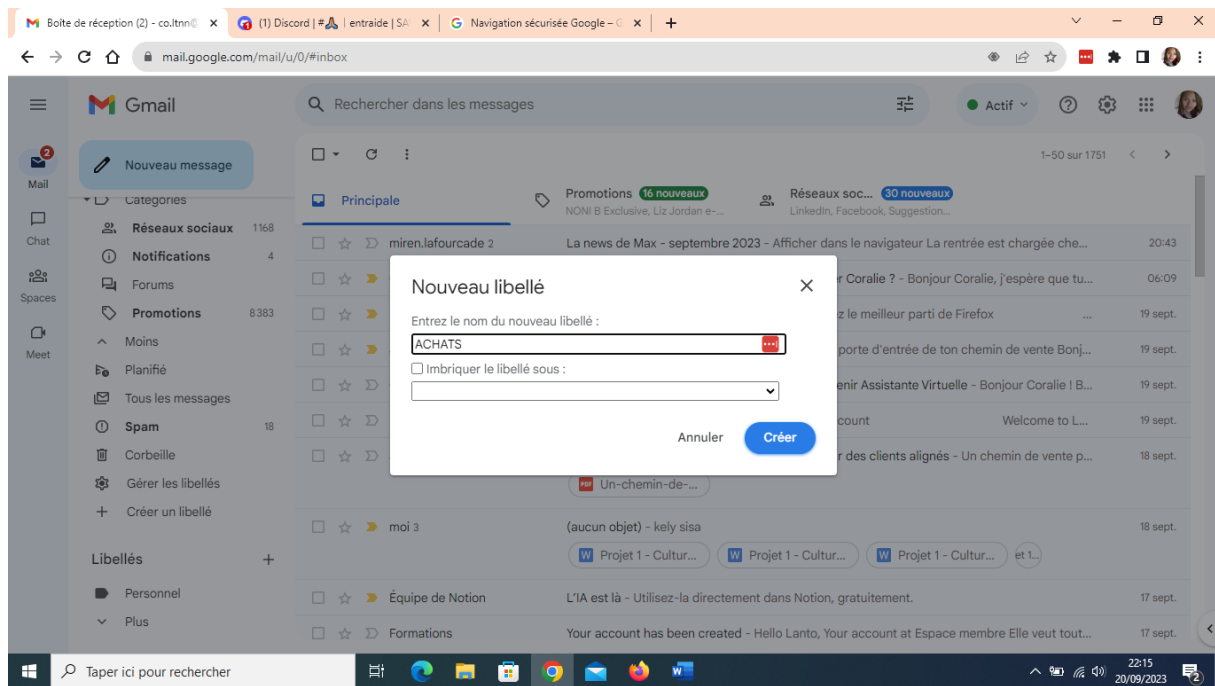 Boîte de réception (2) - co.ltnn
(1) Discord | # | entraide | SA
Navigation sécurisée Google – G
mail.google.com/mail/u/0/#inbox
Gmail
Rechercher dans les messages
Actif
2
Mail
Nouveau message
1–50 sur 1751
Catégories
Principale
Promotions 16 nouveaux
NONI B Exclusive, Liz Jordan e-...
Réseaux soc... 30 nouveaux
LinkedIn, Facebook, Suggestion...
Chat
Réseaux sociaux 1168
miren.lafourcade 2 La news de Max - septembre 2023 - Afficher dans le navigateur La rentrée est chargée che... 20:43
Notifications 4
Nouveau libellé
Coralie ? - Bonjour Coralie, j'espère que tu... 06:09
Spaces
Forums
Entrez le nom du nouveau libellé :
z le meilleur parti de Firefox ... 19 sept.
Promotions 8 383
ACHATS
Meet
Moins
porte d'entrée de ton chemin de vente Bonj... 19 sept.
Planifié
Imbriquer le libellé sous :
enir Assistante Virtuelle - Bonjour Coralie ! B... 19 sept.
Tous les messages
count Welcome to L... 19 sept.
Spam 18
Annuler
Créer
Corbeille
des clients alignés - Un chemin de vente p... 18 sept.
Gérer les libellés
PDF Un-chemin-de-...
Créer un libellé
moi 3 (aucun objet) - kely sisa 18 sept.
W Projet 1 - Cultur... W Projet 1 - Cultur... W Projet 1 - Cultur... et 1...
Libellés
Personnel
Équipe de Notion L'IA est là - Utilisez-la directement dans Notion, gratuitement. 17 sept.
Plus
Formations Your account has been created - Hello Lanto, Your account at Espace membre Elle veut tout... 17 sept.
Taper ici pour rechercher
22:15
20/09/2023
2